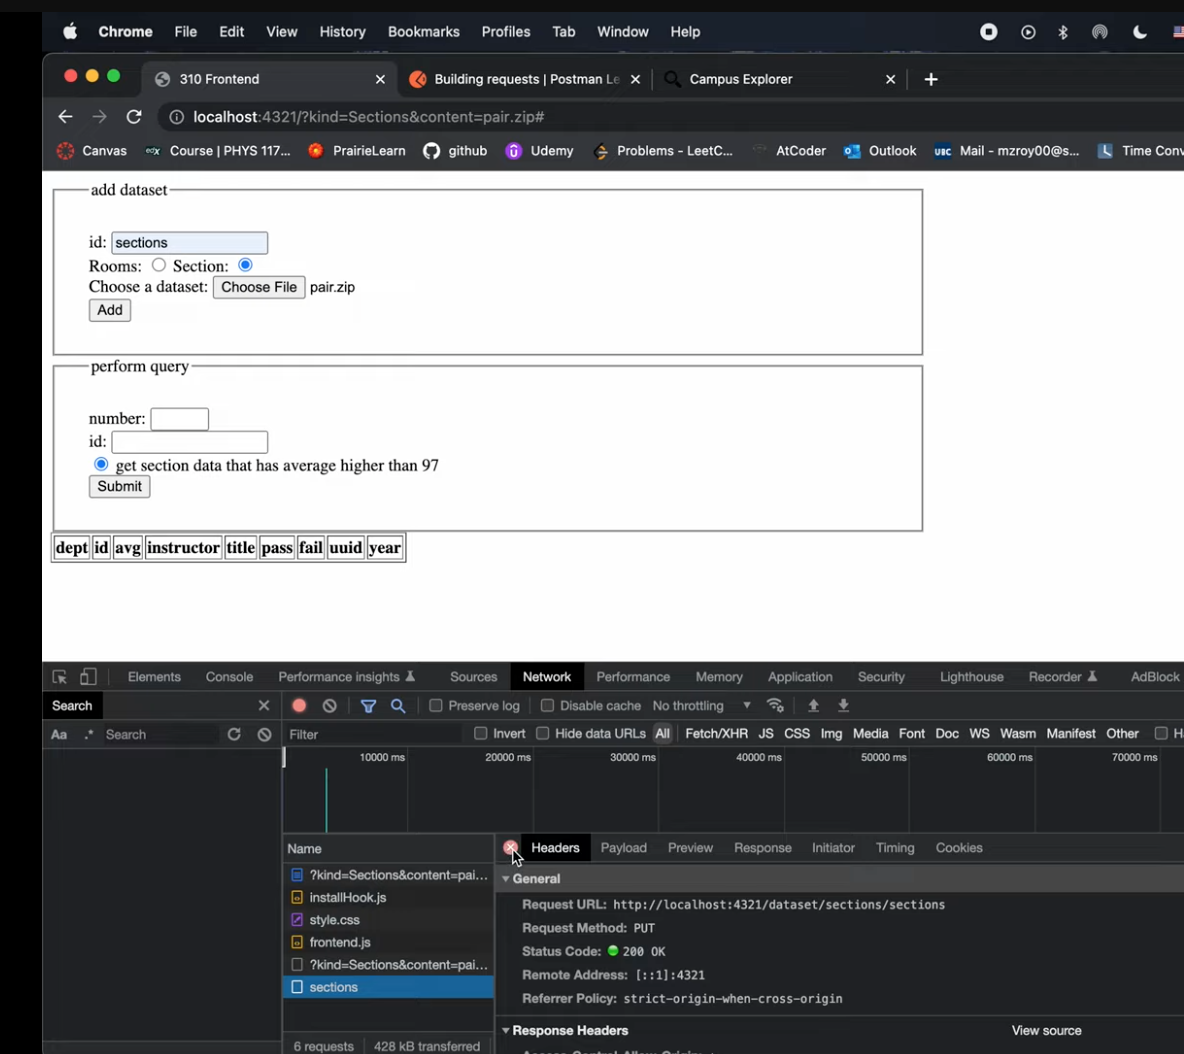 Chrome File Edit View History Bookmarks Profiles Tab Window Help
310 Frontend Building requests | Postman Le Campus Explorer
localhost:4321/?kind=Sections&content=pair.zip#
Canvas edX Course | PHYS 117... PrairieLearn github Udemy Problems - LeetC... AtCoder Outlook UBC Mail - mzroy00@s... Time Conv
add dataset
id: sections
Rooms: Section:
Choose a dataset: Choose File pair.zip
Add
perform query
number:
id:
get section data that has average higher than 97
Submit
dept id avg instructor title pass fail uuid year
Elements Console Performance insights Sources Network Performance Memory Application Security Lighthouse Recorder AdBlock
Search Preserve log Disable cache No throttling
Aa .* Search Filter Invert Hide data URLs All Fetch/XHR JS CSS Img Media Font Doc WS Wasm Manifest Other
10000 ms 20000 ms 30000 ms 40000 ms 50000 ms 60000 ms 70000 ms
Name Headers Payload Preview Response Initiator Timing Cookies
?kind=Sections&content=pai...
installHook.js
style.css
frontend.js
?kind=Sections&content=pai...
sections
6 requests 428 kB transferred
General
Request URL: http://localhost:4321/dataset/sections/sections
Request Method: PUT
Status Code: 200 OK
Remote Address: [::1]:4321
Referrer Policy: strict-origin-when-cross-origin
Response Headers View source